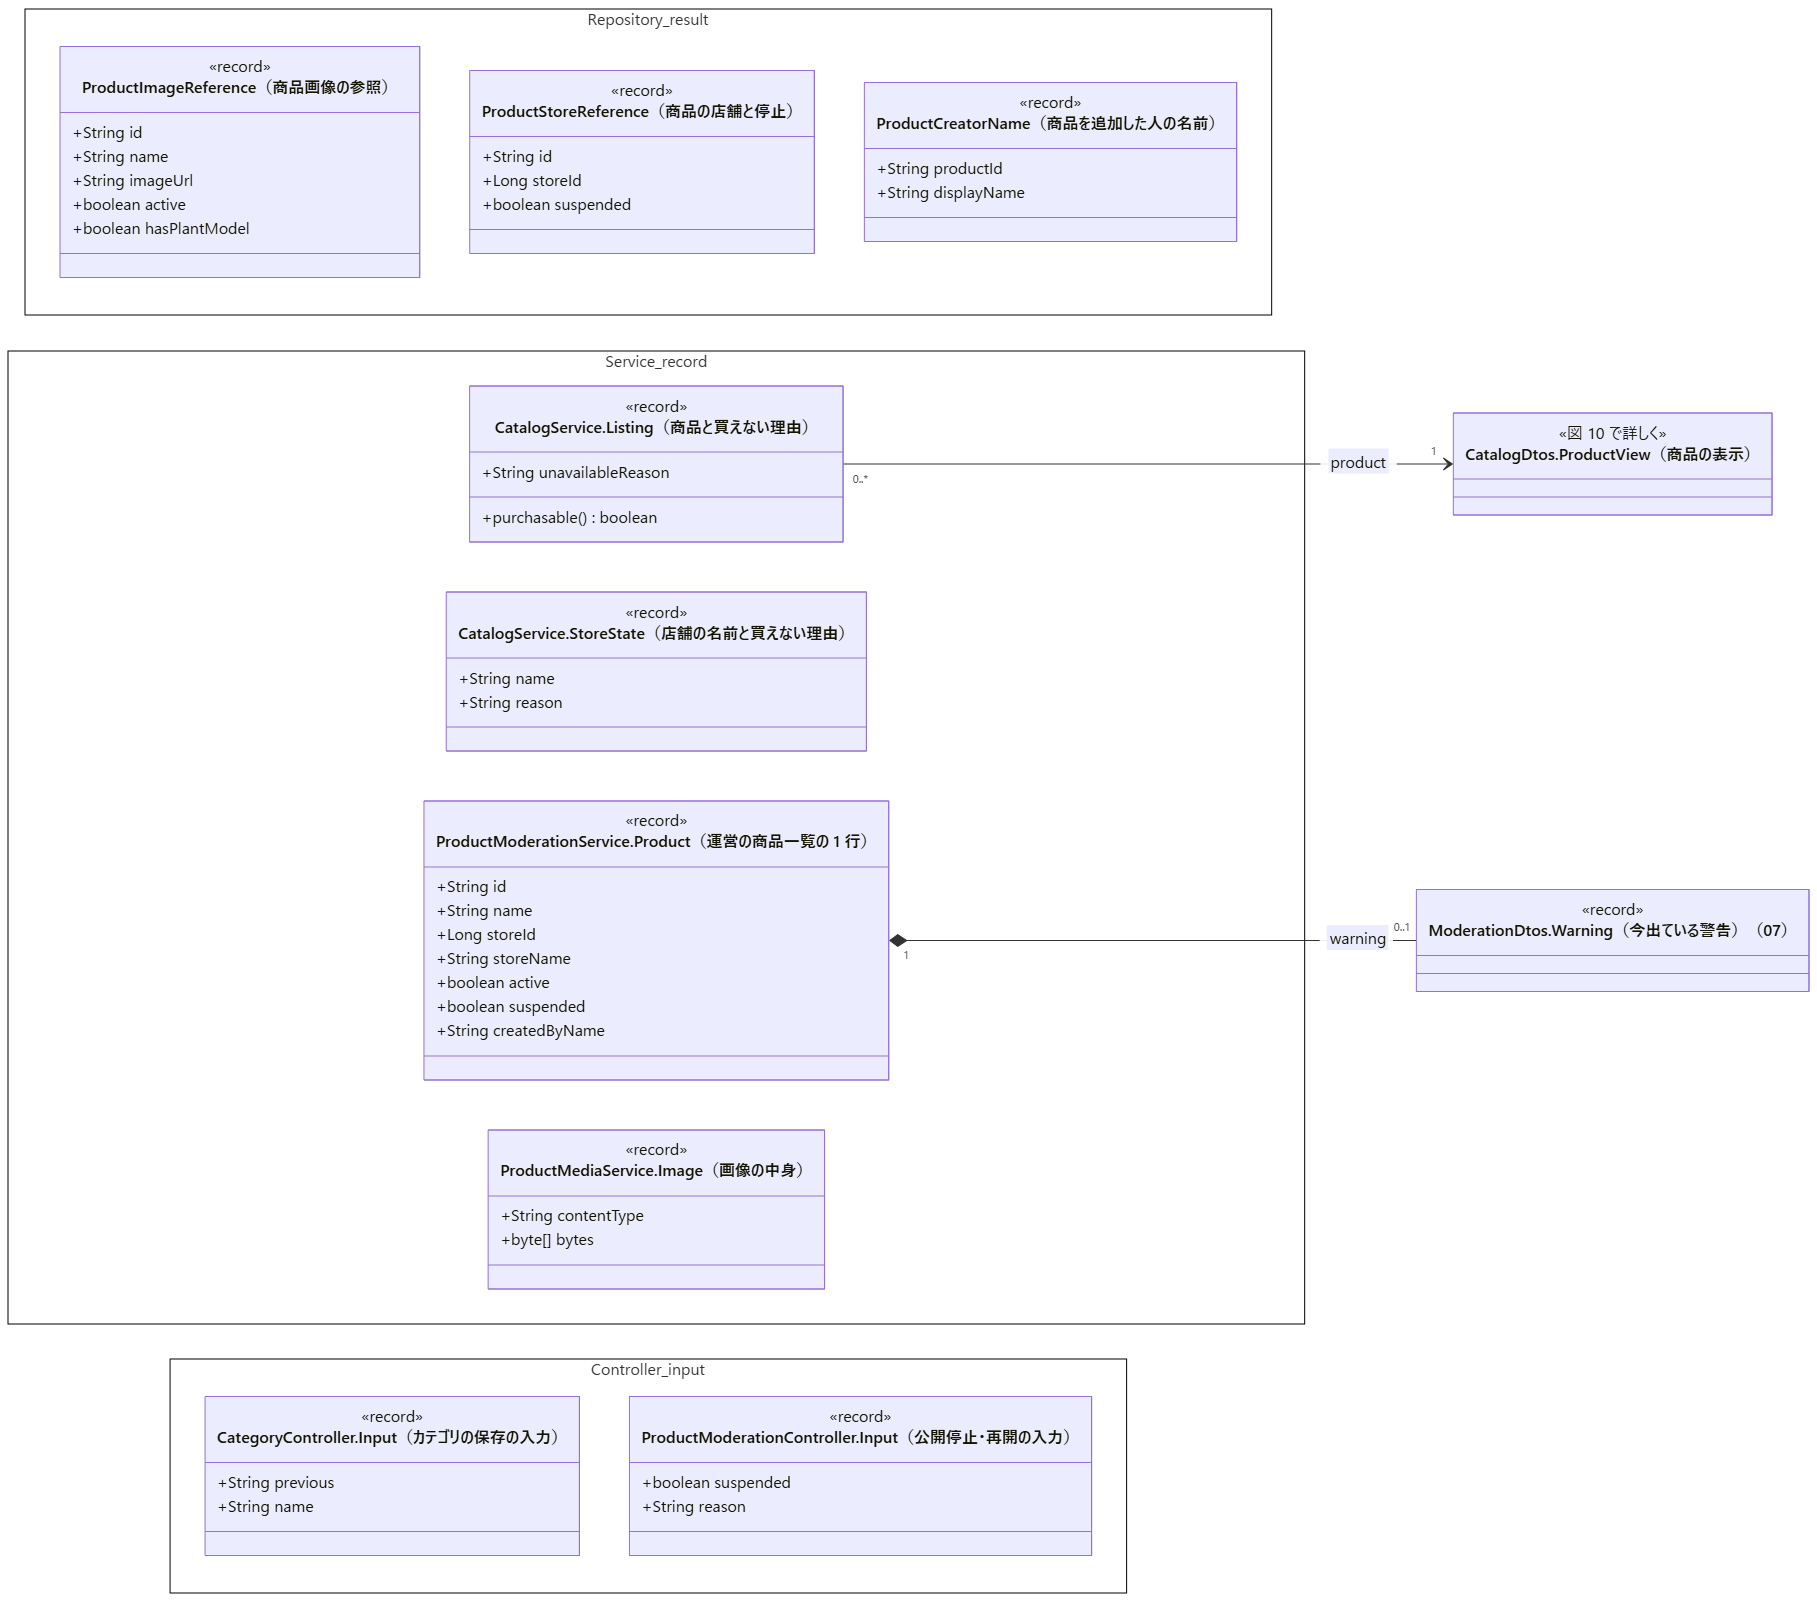 Repository_result
«record»
ProductImageReference（商品画像の参照）
+String id
+String name
+String imageUrl
+boolean active
+boolean hasPlantModel
«record»
ProductStoreReference（商品の店舗と停止）
+String id
+Long storeId
+boolean suspended
«record»
ProductCreatorName（商品を追加した人の名前）
+String productId
+String displayName
Service_record
«record»
CatalogService.Listing（商品と買えない理由）
+String unavailableReason
+purchasable() : boolean
0..*
product
1
«図 10 で詳しく»
CatalogDtos.ProductView（商品の表示）
«record»
CatalogService.StoreState（店舗の名前と買えない理由）
+String name
+String reason
«record»
ProductModerationService.Product（運営の商品一覧の１行）
+String id
+String name
+Long storeId
+String storeName
+boolean active
+boolean suspended
+String createdByName
1
warning
0..1
«record»
ModerationDtos.Warning（今出ている警告）（07）
«record»
ProductMediaService.Image（画像の中身）
+String contentType
+byte[] bytes
Controller_input
«record»
CategoryController.Input（カテゴリの保存の入力）
+String previous
+String name
«record»
ProductModerationController.Input（公開停止・再開の入力）
+boolean suspended
+String reason